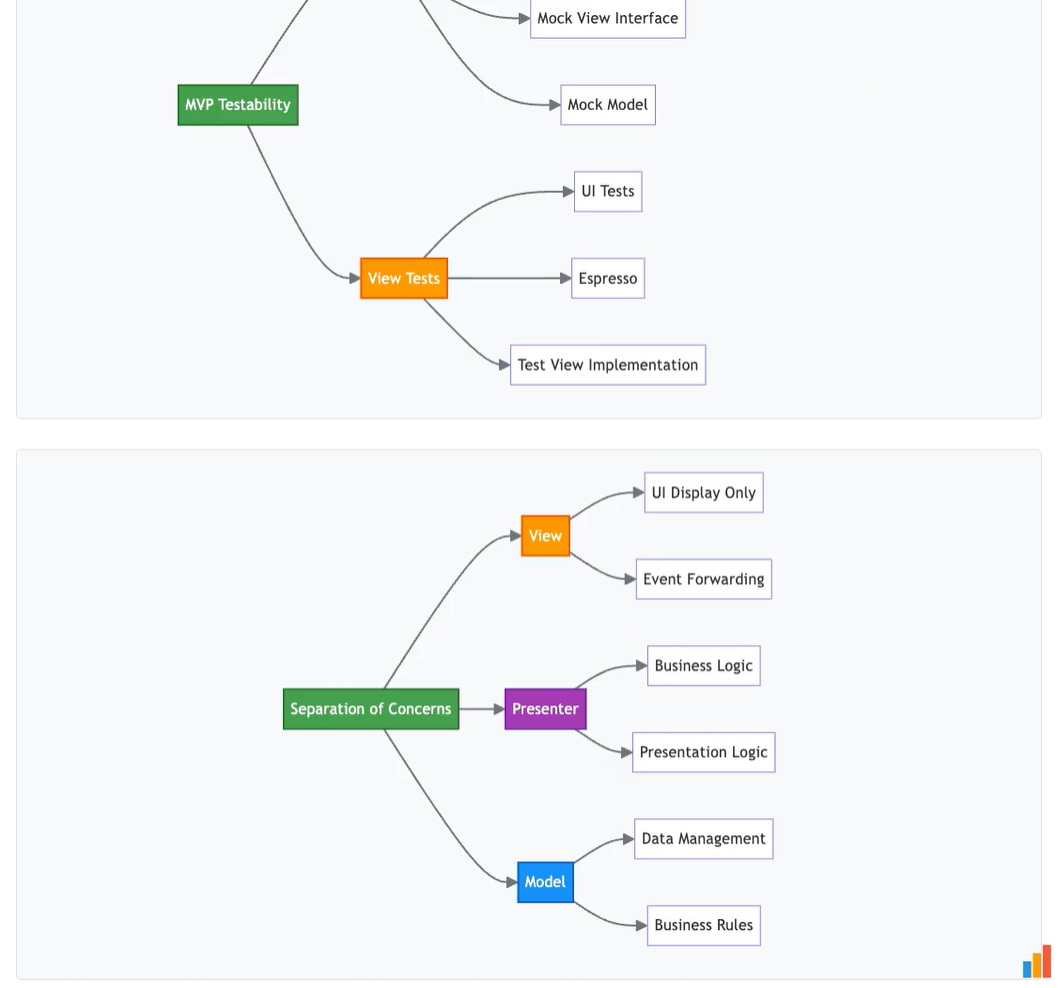 Mock View Interface
MVP Testability
Mock Model
UI Tests
View Tests
Espresso
Test View Implementation
UI Display Only
View
Event Forwarding
Business Logic
Separation of Concerns
Presenter
Presentation Logic
Data Management
Model
Business Rules